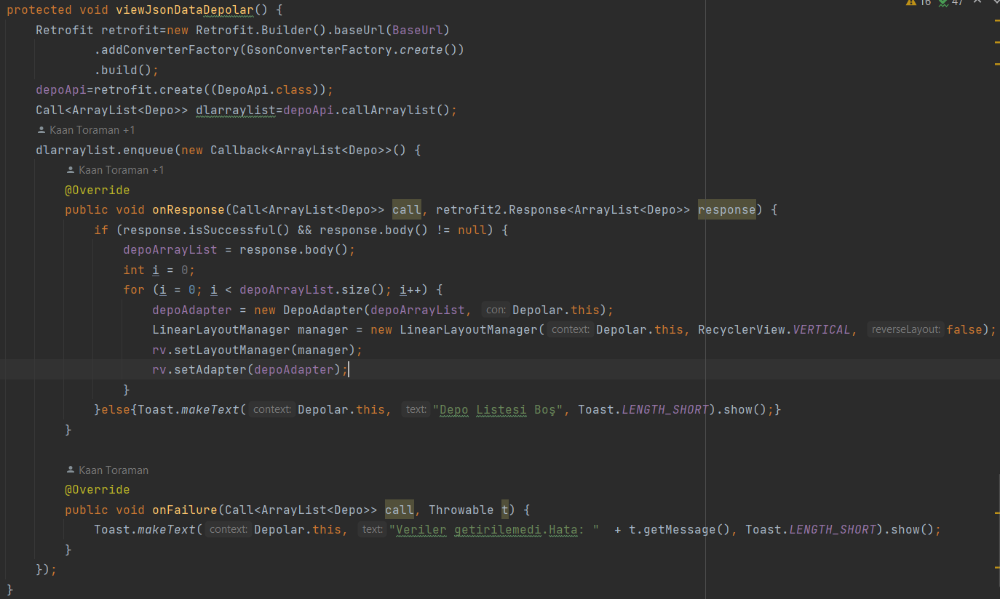 protected void viewJsonDataDepolar() {
16 47
Retrofit retrofit=new Retrofit.Builder().baseUrl(BaseUrl)
.addConverterFactory(GsonConverterFactory.create())
.build();
depoApi=retrofit.create((DepoApi.class));
Call<ArrayList<Depo>> dlarraylist=depoApi.callArraylist();
Kaan Toraman +1
dlarraylist.enqueue(new Callback<ArrayList<Depo>>() {
Kaan Toraman +1
@Override
public void onResponse(Call<ArrayList<Depo>> call, retrofit2.Response<ArrayList<Depo>> response) {
if (response.isSuccessful() && response.body() != null) {
depoArrayList = response.body();
int i = 0;
for (i = 0; i < depoArrayList.size(); i++) {
depoAdapter = new DepoAdapter(depoArrayList, con: Depolar.this);
LinearLayoutManager manager = new LinearLayoutManager( context: Depolar.this, RecyclerView.VERTICAL, reverseLayout: false);
rv.setLayoutManager(manager);
rv.setAdapter(depoAdapter);
}
}else{Toast.makeText( context: Depolar.this, text: "Depo Listesi Boş", Toast.LENGTH_SHORT).show();}
}
Kaan Toraman
@Override
public void onFailure(Call<ArrayList<Depo>> call, Throwable t) {
Toast.makeText( context: Depolar.this, text: "Veriler getirilemedi.Hata: " + t.getMessage(), Toast.LENGTH_SHORT).show();
}
});
}